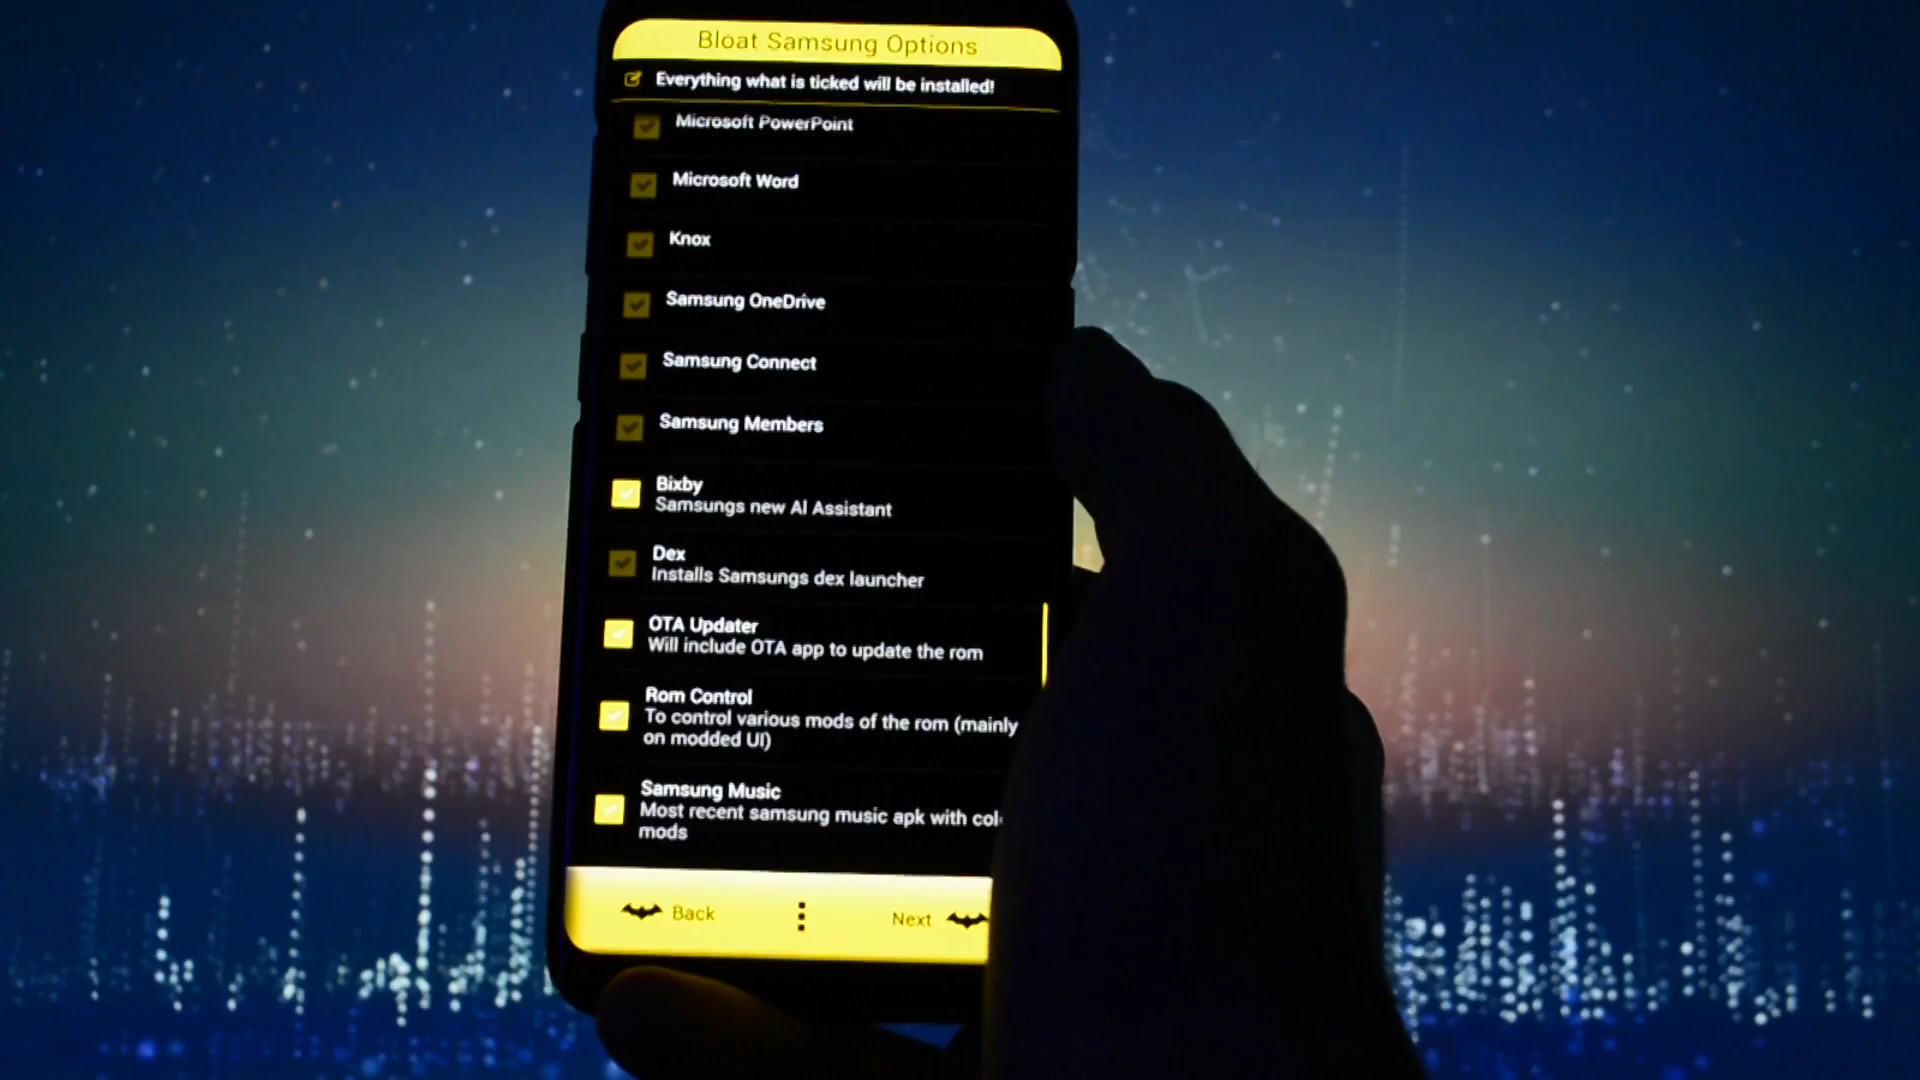 Bloat Samsung Options
Everything what is ticked will be installed!
Microsoft PowerPoint
Microsoft Word
Knox
Samsung OneDrive
Samsung Connect
Samsung Members
Bixby
Samsungs new AI Assistant
Dex
Installs Samsungs dex launcher
OTA Updater
Will include OTA app to update the rom
Rom Control
To control various mods of the rom (mainly
on modded UI)
Samsung Music
Most recent samsung music apk with
mods
Back
Next